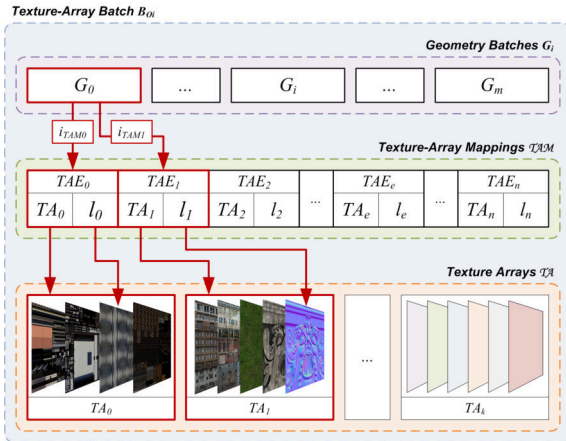 Texture-Array Batch B_Oi
Geometry Batches G_i
G_0 ... G_i ... G_m
i_TAM0 i_TAM1
Texture-Array Mappings TAM
TAE_0 TAE_1 TAE_2 ... TAE_e ... TAE_n
TA_0 l_0 TA_1 l_1 TA_2 l_2 TA_e l_e TA_n l_n
Texture Arrays TA
...
TA_0 TA_1 TA_k